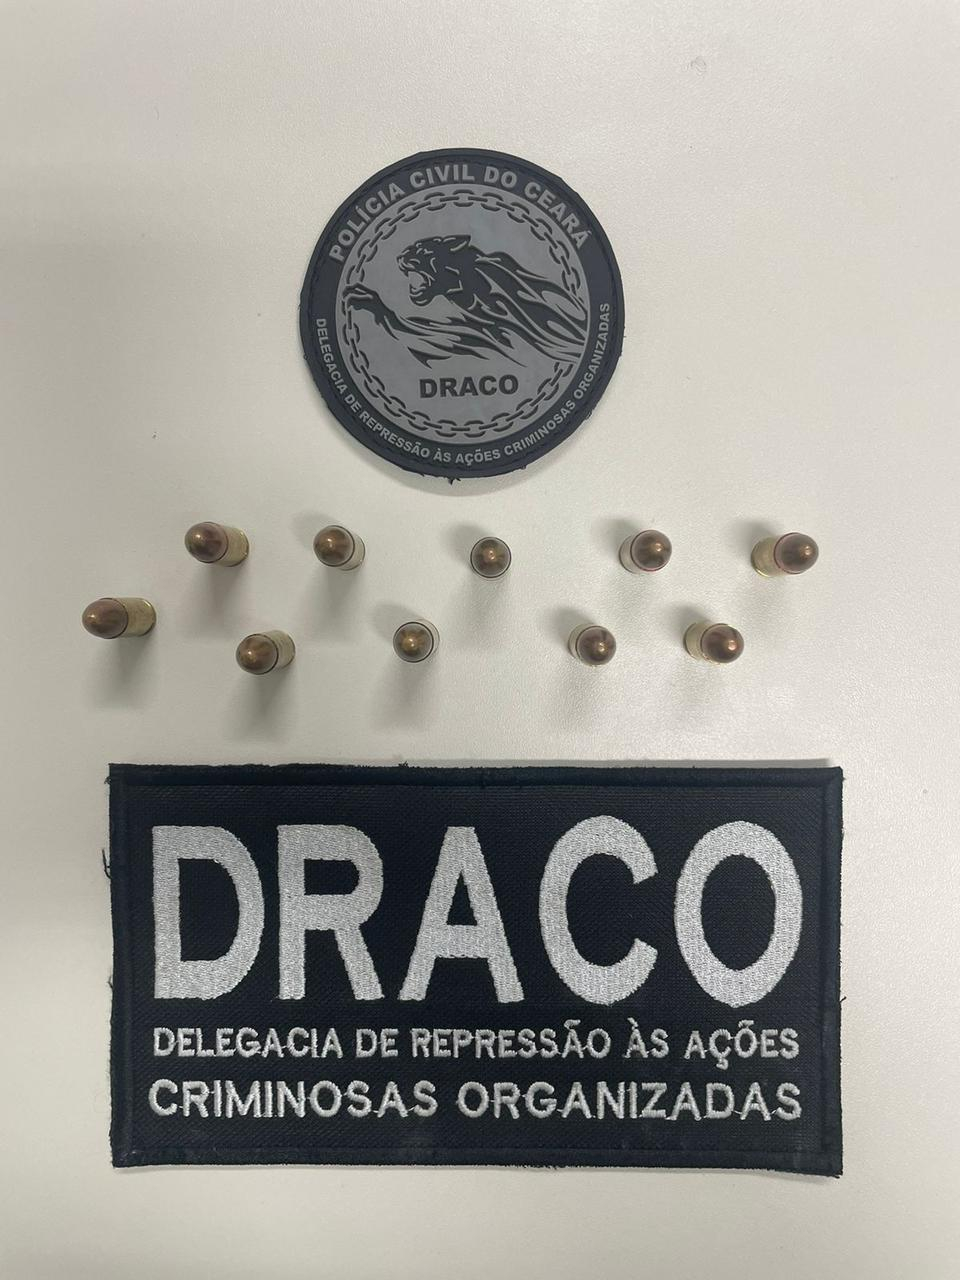 POLÍCIA CIVIL DO CEARÁ
DRACO
DELEGACIA DE REPRESSÃO ÀS AÇÕES CRIMINOSAS ORGANIZADAS
DRACO
DELEGACIA DE REPRESSÃO ÀS AÇÕES
CRIMINOSAS ORGANIZADAS